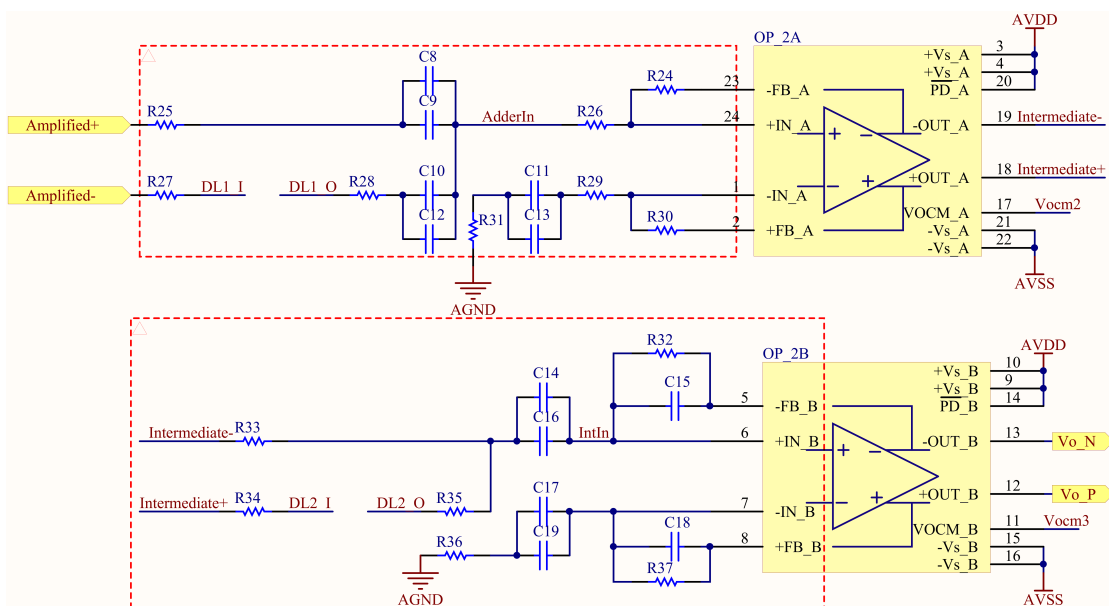 AVDD
OP_2A
C8
R24
23
-FB_A
+Vs_A 3
+Vs_A 4
PD_A 20
Amplified+
R25
C9
AdderIn
R26
24
+IN_A
-OUT_A
19 Intermediate-
Amplified-
R27
DL1_I
DL1_O
R28
C10
C11
R29
1
-IN_A
+OUT_A
18 Intermediate+
C12
R31
C13
R30
2
+FB_A
VOCM_A 17 Vocm2
-Vs_A 21
-Vs_A 22
AVSS
AGND
AVDD
OP_2B
R32
C14
C15
5
-FB_B
+Vs_B 10
+Vs_B 9
PD_B 14
Intermediate-
R33
C16
IntIn
6
+IN_B
-OUT_B
13
Vo_N
Intermediate+
R34
DL2_I
DL2_O
R35
C17
7
-IN_B
+OUT_B
12
Vo_P
R36
C19
C18
8
+FB_B
VOCM_B 11 Vocm3
-Vs_B 15
-Vs_B 16
R37
AGND
AVSS